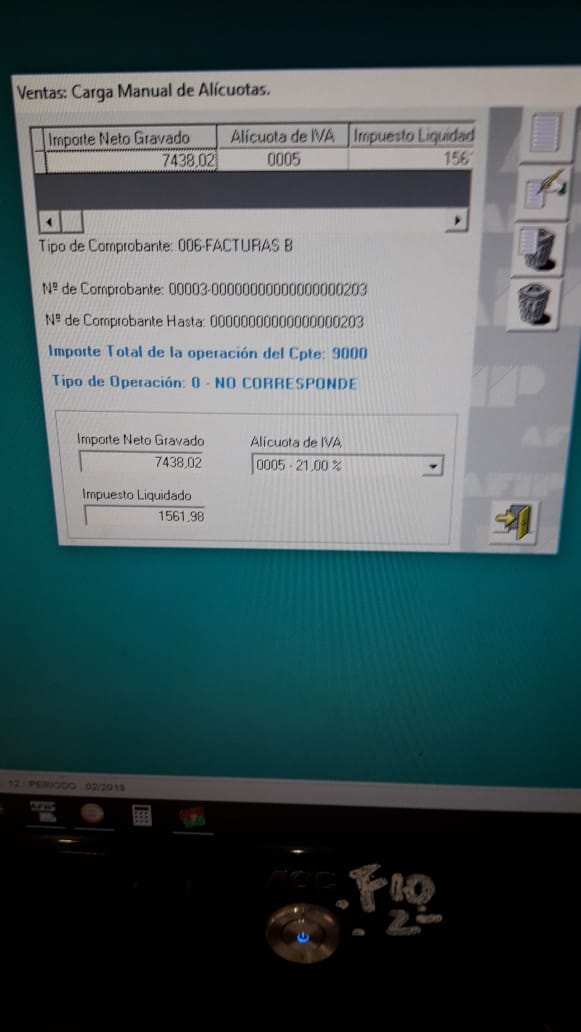 Ventas: Carga Manual de Alícuotas.
Importe Neto Gravado Alícuota de IVA Impuesto Liquidad
7438,02 0005 156
Tipo de Comprobante: 006-FACTURAS B
Nº de Comprobante: 00003-00000000000000000203
Nº de Comprobante Hasta: 00000000000000000203
Importe Total de la operación del Cpte: 9000
Tipo de Operación: 0 - NO CORRESPONDE
Importe Neto Gravado Alícuota de IVA
7438,02 0005 - 21,00 %
Impuesto Liquidado
1561,98
12 / PERIODO : 02/2018
AOC
F10
2-